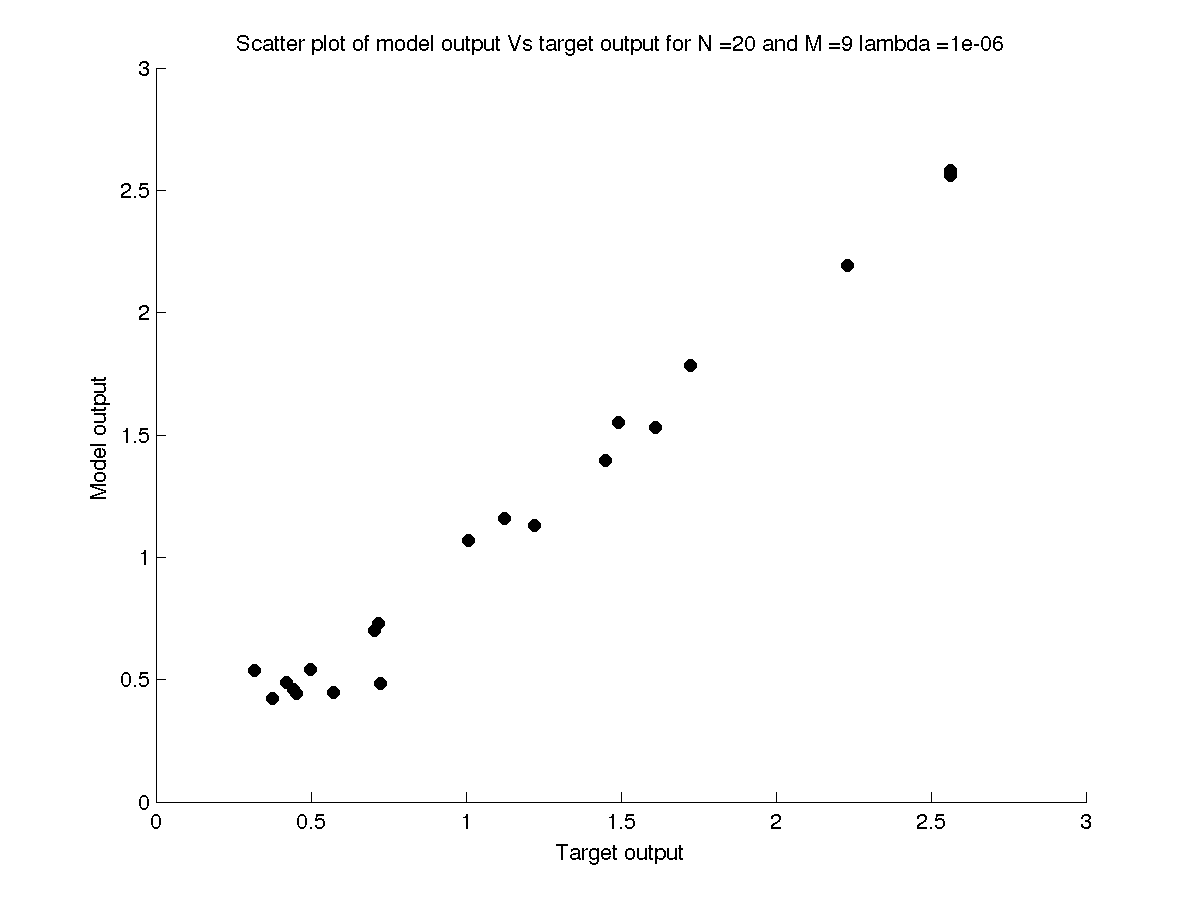 Scatter plot of model output Vs target output for N =20 and M =9 lambda =1e-06
3
2.5
2
1.5
1
0.5
0
Model output
0 0.5 1 1.5 2 2.5 3
Target output